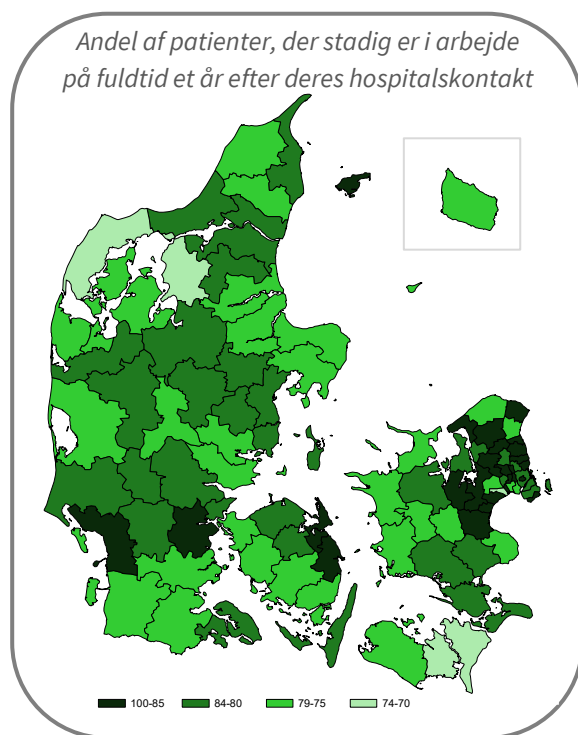 Andel af patienter, der stadig er i arbejde
på fuldtid et år efter deres hospitalskontakt
100-85 84-80 79-75 74-70